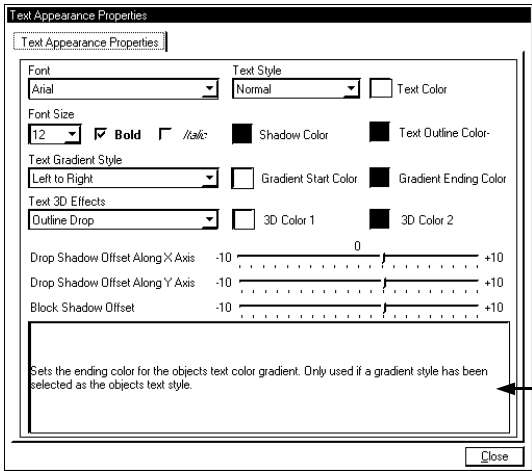 Text Appearance Properties
Text Appearance Properties
Font
Text Style
Arial
Normal
Text Color
Font Size
12
Bold
Italic
Shadow Color
Text Outline Color-
Text Gradient Style
Left to Right
Gradient Start Color
Gradient Ending Color
Text 3D Effects
Outline Drop
3D Color 1
3D Color 2
0
Drop Shadow Offset Along X Axis -10 +10
Drop Shadow Offset Along Y Axis -10 +10
Block Shadow Offset -10 +10
Sets the ending color for the objects text color gradient. Only used if a gradient style has been
selected as the objects text style.
Close